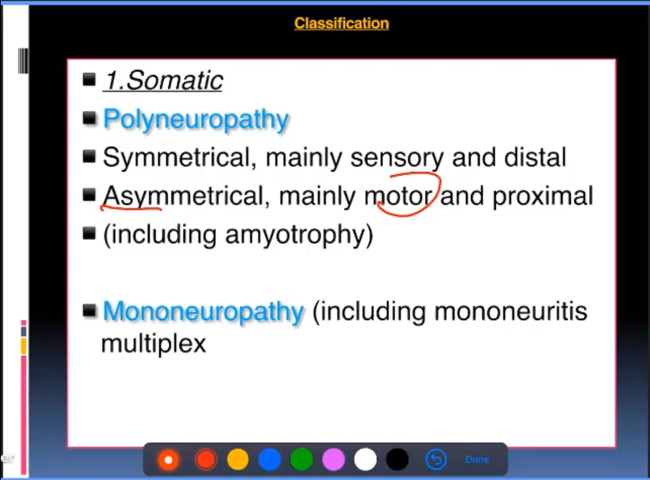 Classification
1.Somatic
Polyneuropathy
Symmetrical, mainly sensory and distal
Asymmetrical, mainly motor and proximal
(including amyotrophy)
Mononeuropathy (including mononeuritis
multiplex
Done